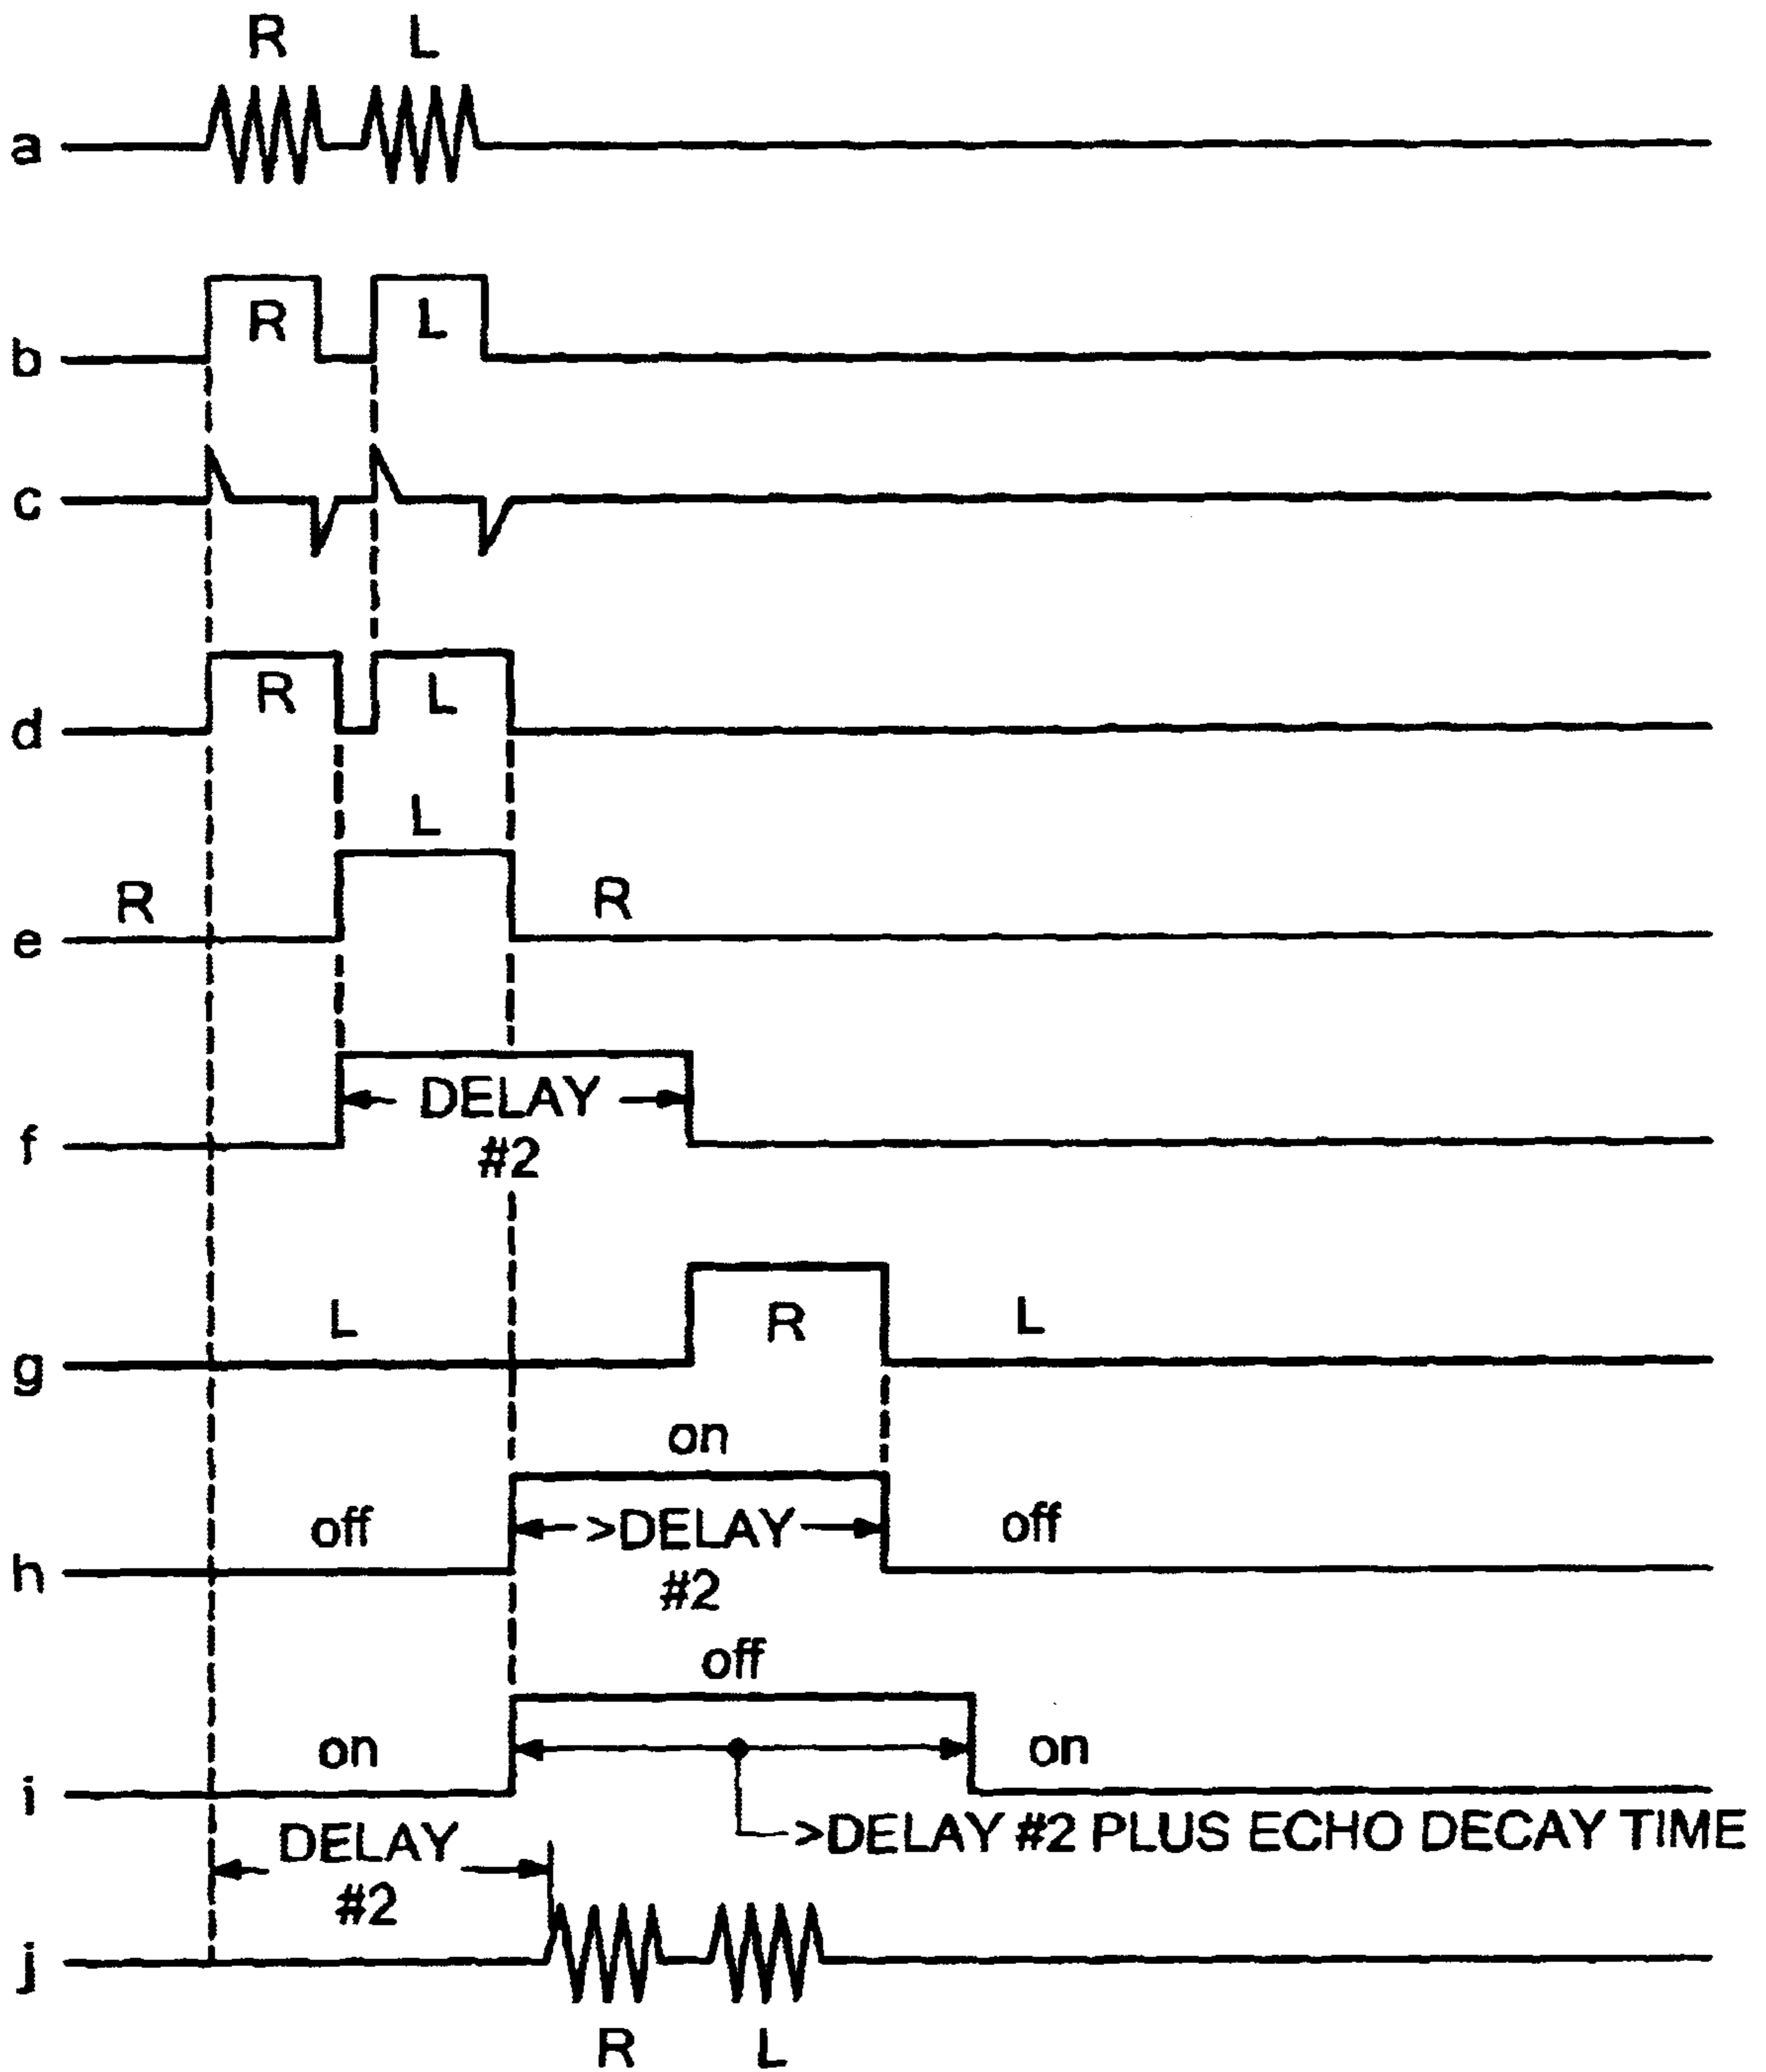 R L
a
R L
b
c
R L
d
L
R R
e
DELAY
#2
f
L R L
g
on
off >DELAY off
#2
h
off
on on
i
>DELAY #2 PLUS ECHO DECAY TIME
DELAY
#2
j
R L